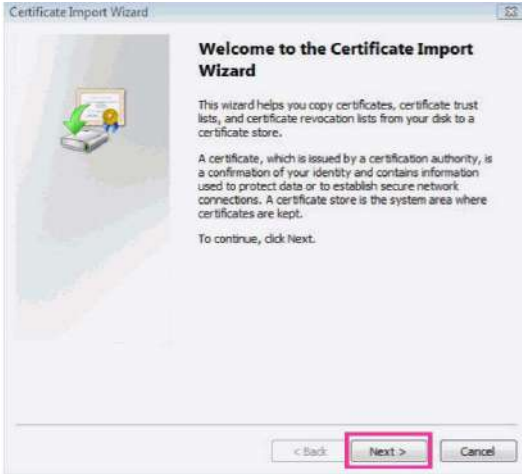 Certificate Import Wizard
Welcome to the Certificate Import
Wizard
This wizard helps you copy certificates, certificate trust
lists, and certificate revocation lists from your disk to a
certificate store.
A certificate, which is issued by a certification authority, is
a confirmation of your identity and contains information
used to protect data or to establish secure network
connections. A certificate store is the system area where
certificates are kept.
To continue, click Next.
< Back
Next >
Cancel